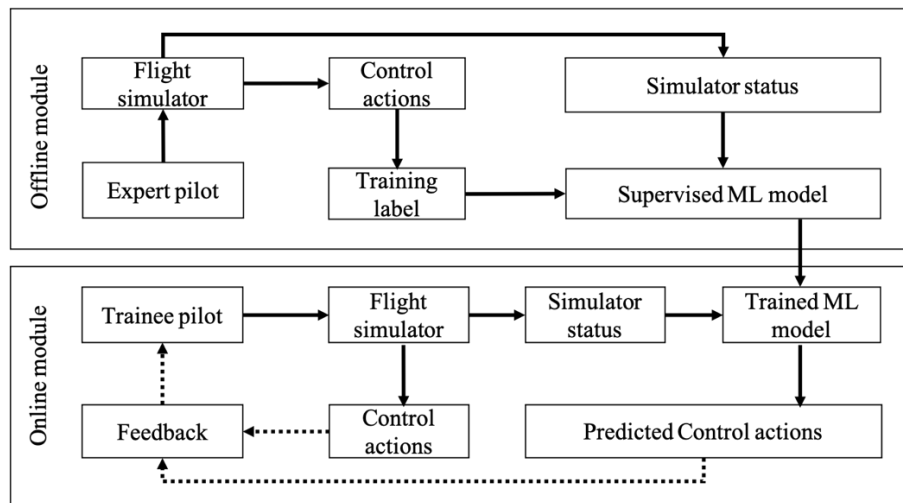 Offline module
Flight
simulator
Control
actions
Simulator status
Expert pilot
Training
label
Supervised ML model
Online module
Trainee pilot
Flight
simulator
Simulator
status
Trained ML
model
Feedback
Control
actions
Predicted Control actions